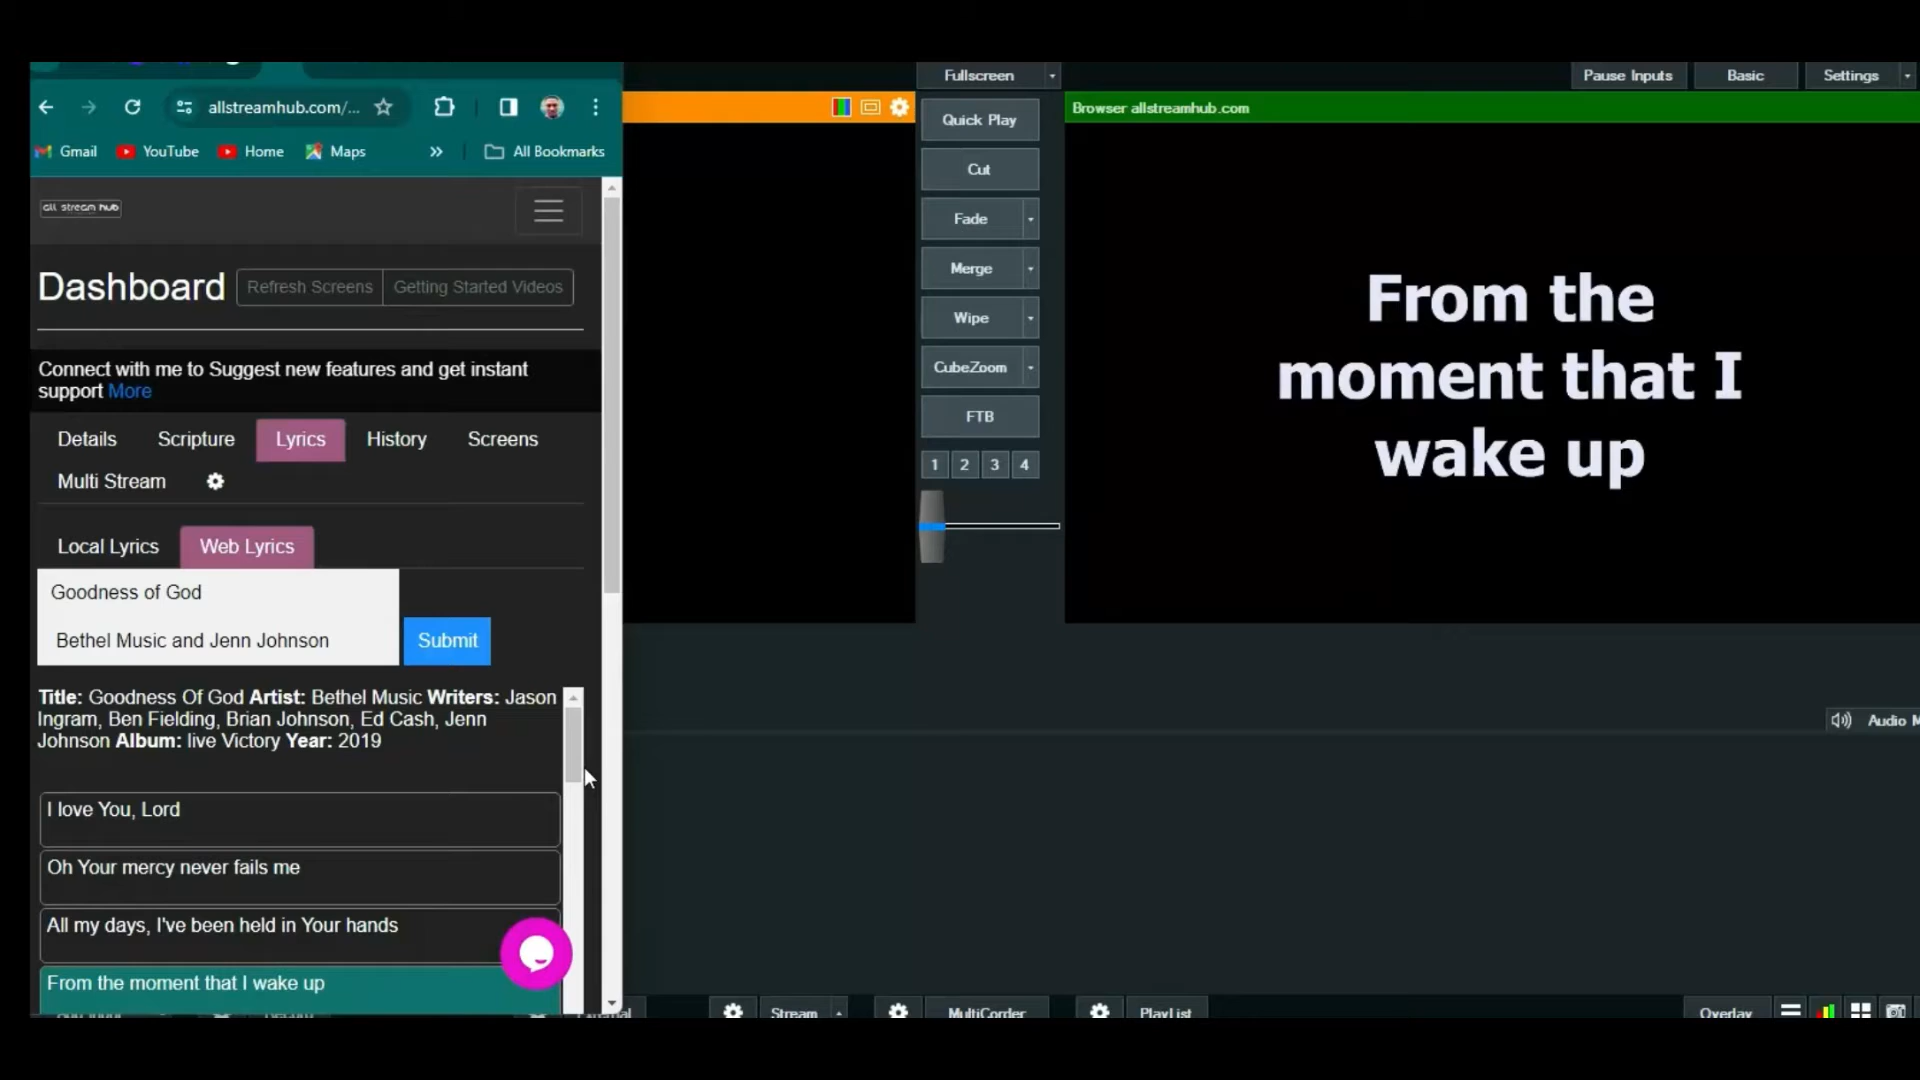 allstreamhub.com/...
Gmail YouTube Home Maps » All Bookmarks
all stream hub
Dashboard Refresh Screens Getting Started Videos
Connect with me to Suggest new features and get instant
support More
Details Scripture Lyrics History Screens
Multi Stream
Local Lyrics Web Lyrics
Goodness of God
Bethel Music and Jenn Johnson Submit
Title: Goodness Of God Artist: Bethel Music Writers: Jason
Ingram, Ben Fielding, Brian Johnson, Ed Cash, Jenn
Johnson Album: live Victory Year: 2019
I love You, Lord
Oh Your mercy never fails me
All my days, I've been held in Your hands
From the moment that I wake up
Fullscreen
Quick Play
Cut
Fade
Merge
Wipe
CubeZoom
FTB
1 2 3 4
Pause Inputs Basic Settings
Browser allstreamhub.com
From the
moment that I
wake up
Audio M
Stream MultiCorder PlayList Overlay